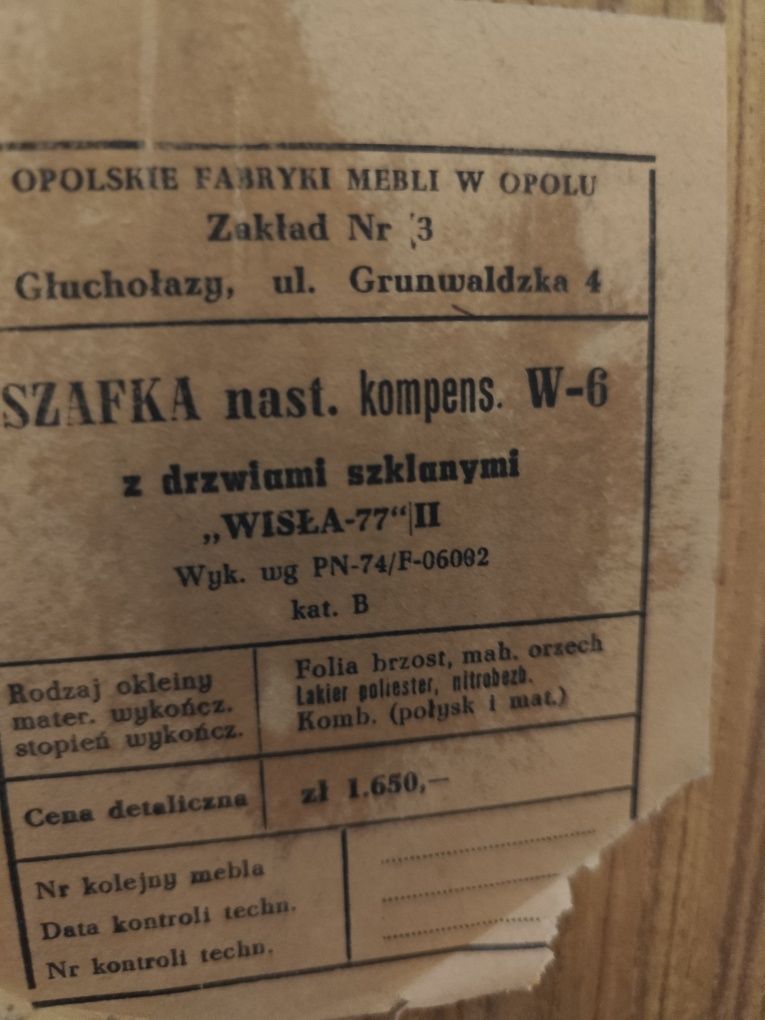 OPOLSKIE FABRYKI MEBLI W OPOLU
Zakład Nr 3
Głuchołazy, ul. Grunwaldzka 4
SZAFKA nast. kompens. W-6
z drzwiami szklanymi
„WISŁA-77“ II
Wyk. wg PN-74/F-06002
kat. B
Rodzaj okleiny
mater. wykończ.
stopień wykończ.
Folia brzost, mah. orzech
Lakier poliester, nitrobezb.
Komb. (połysk i mat.)
Cena detaliczna
zł 1.650,—
Nr kolejny mebla
Data kontroli techn.
Nr kontroli techn.